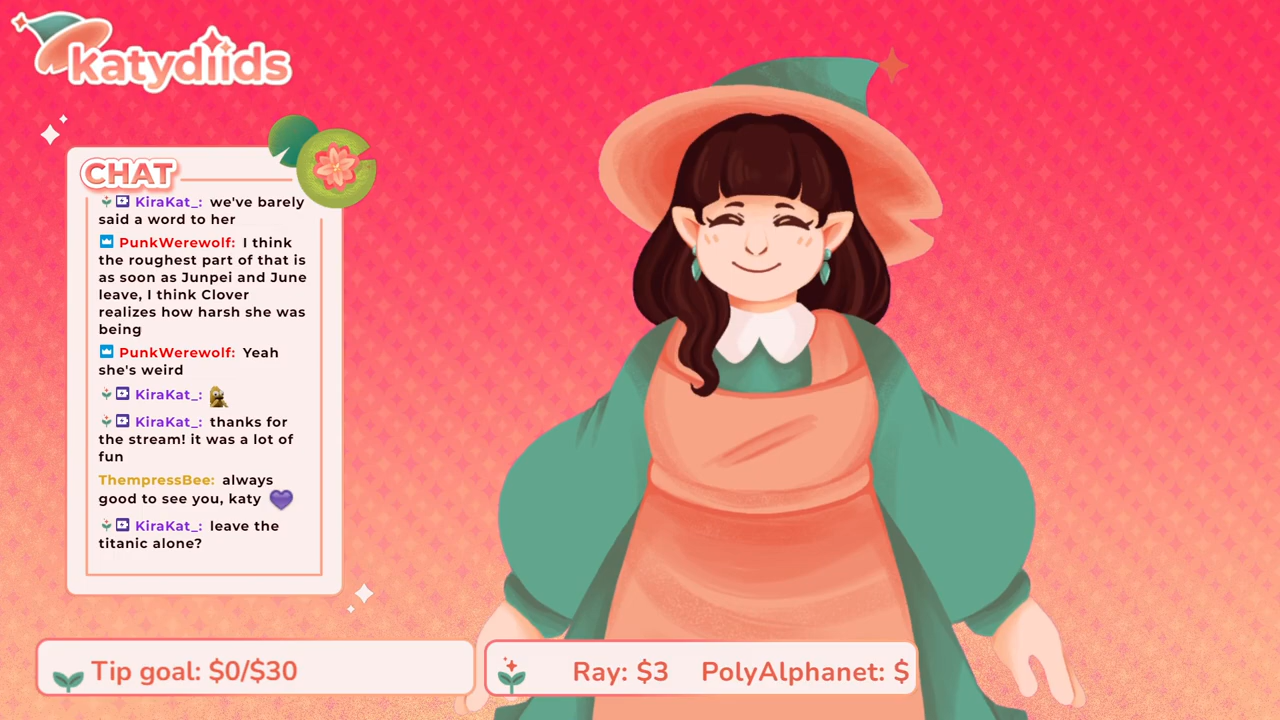 katydiids
CHAT
KiraKat_: we've barely
said a word to her
PunkWerewolf: I think
the roughest part of that is
as soon as Junpei and June
leave, I think Clover
realizes how harsh she was
being
PunkWerewolf: Yeah
she's weird
KiraKat_:
KiraKat_: thanks for
the stream! it was a lot of
fun
ThempressBee: always
good to see you, katy
KiraKat_: leave the
titanic alone?
Tip goal: $0/$30
Ray: $3 PolyAlphanet: $